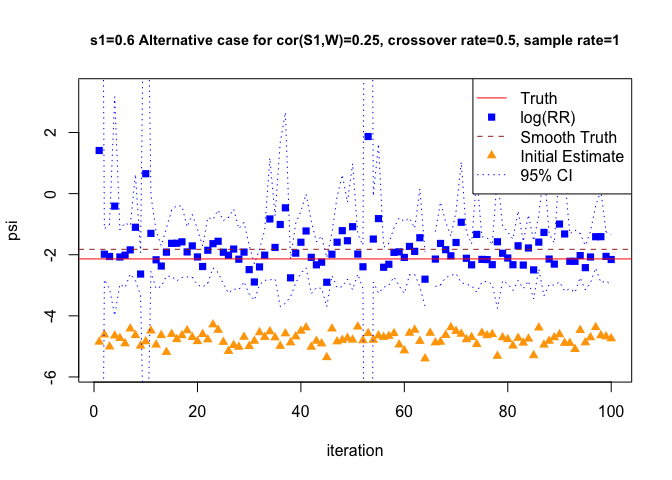 s1=0.6 Alternative case for cor(S1,W)=0.25, crossover rate=0.5, sample rate=1
Truth
log(RR)
Smooth Truth
Initial Estimate
95% CI
psi
2
0
-2
-4
-6
0 20 40 60 80 100
iteration